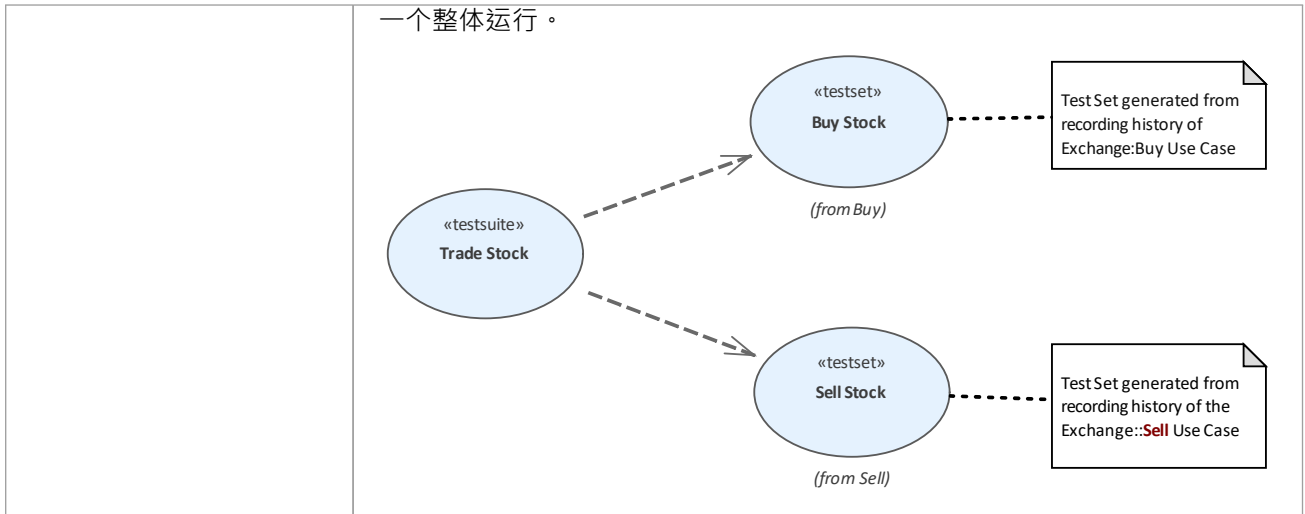 一个整体运行。
«testset»
Buy Stock
(from Buy)
Test Set generated from
recording history of
Exchange:Buy Use Case
«testsuite»
Trade Stock
«testset»
Sell Stock
(from Sell)
Test Set generated from
recording history of the
Exchange::Sell Use Case